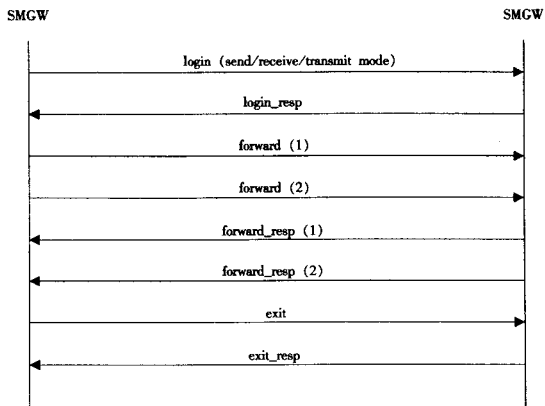 SMGW SMGW
login (send/receive/transmit mode)
login_resp
forward (1)
forward (2)
forward_resp (1)
forward_resp (2)
exit
exit_resp